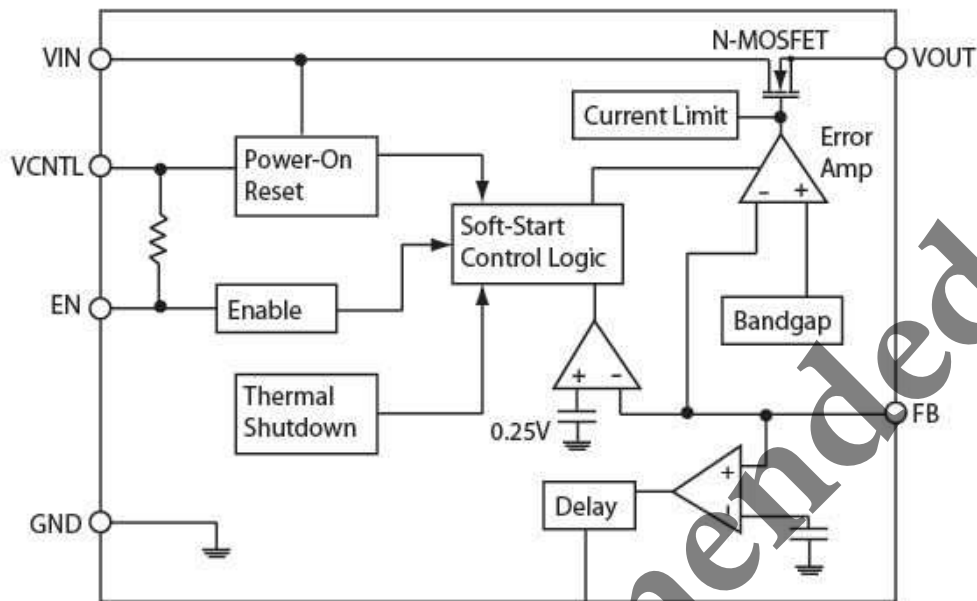 N-MOSFET
VIN
VOUT
Current Limit
Error
Amp
- +
VCNTL
Power-On
Reset
Soft-Start
Control Logic
EN
Enable
Bandgap
+ -
Thermal
Shutdown
0.25V
FB
+
-
Delay
GND
mended